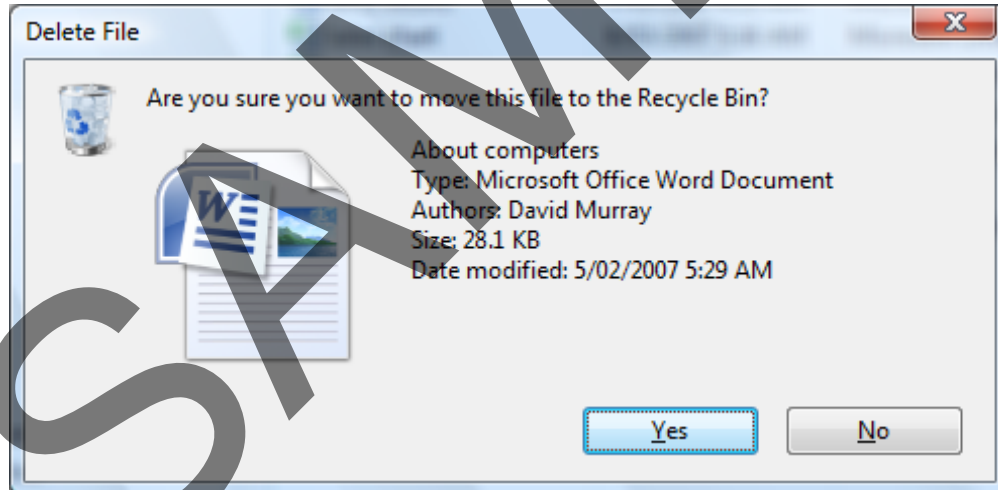 Delete File
Are you sure you want to move this file to the Recycle Bin?
About computers
Type: Microsoft Office Word Document
Authors: David Murray
Size: 28.1 KB
Date modified: 5/02/2007 5:29 AM
W
Yes
No